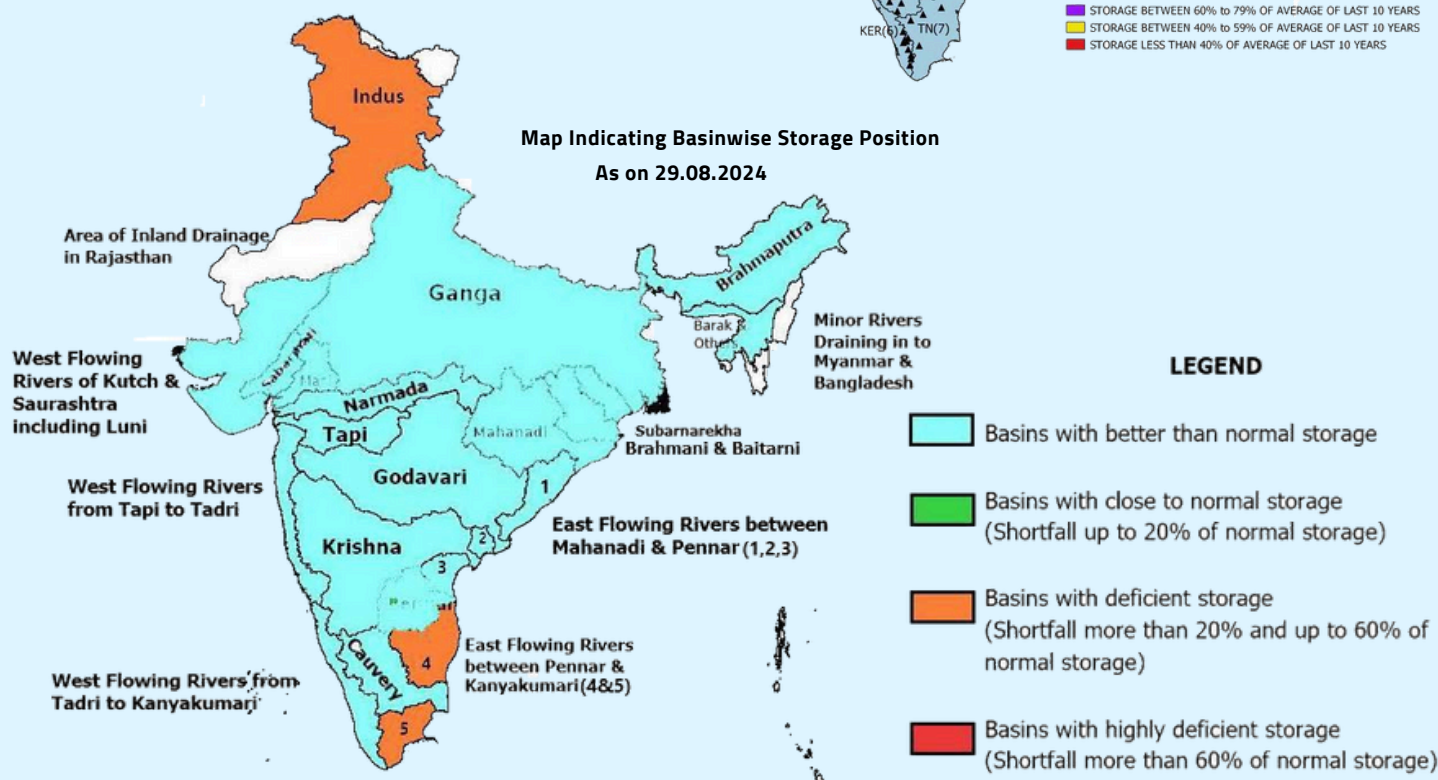 STORAGE BETWEEN 60% to 79% OF AVERAGE OF LAST 10 YEARS
STORAGE BETWEEN 40% to 59% OF AVERAGE OF LAST 10 YEARS
STORAGE LESS THAN 40% OF AVERAGE OF LAST 10 YEARS
KER(6)
TN(7)
Map Indicating Basinwise Storage Position
As on 29.08.2024
Indus
Area of Inland Drainage
in Rajasthan
Ganga
Brahmaputra
Barak &
Others
Minor Rivers
Draining in to
Myanmar &
Bangladesh
West Flowing
Rivers of Kutch &
Saurashtra
including Luni
Sabarmati
Mahi
Narmada
Tapi
Mahanadi
Subarnarekha
Brahmani & Baitarni
Godavari
1
West Flowing Rivers
from Tapi to Tadri
East Flowing Rivers between
Mahanadi & Pennar (1,2,3)
Krishna
2
3
Pennar
Cauvery
4
East Flowing Rivers
between Pennar &
Kanyakumari(4&5)
West Flowing Rivers from
Tadri to Kanyakumari
5
LEGEND
Basins with better than normal storage
Basins with close to normal storage
(Shortfall up to 20% of normal storage)
Basins with deficient storage
(Shortfall more than 20% and up to 60% of
normal storage)
Basins with highly deficient storage
(Shortfall more than 60% of normal storage)